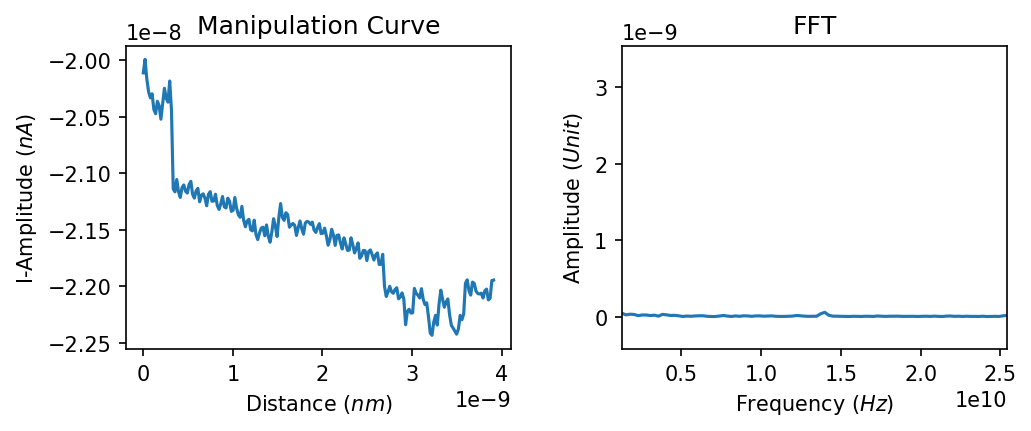 Manipulation Curve
1e−8
−2.00
−2.05
−2.10
−2.15
−2.20
−2.25
I-Amplitude (nA)
0
1
2
3
4
1e−9
Distance (nm)
FFT
1e−9
3
2
1
0
Amplitude (Unit)
0.5
1.0
1.5
2.0
2.5
1e10
Frequency (Hz)